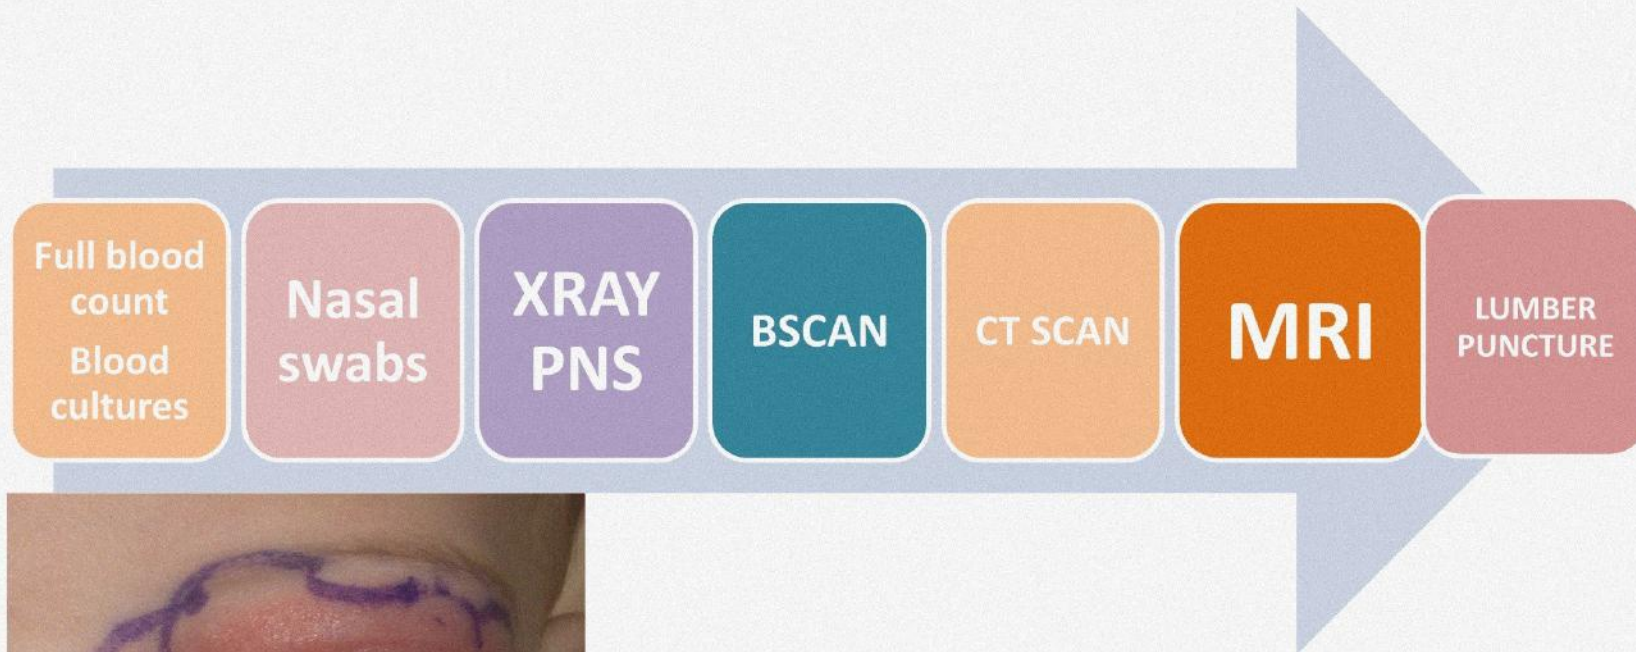 Full blood
count
Blood
cultures
Nasal
swabs
XRAY
PNS
BSCAN
CT SCAN
MRI
LUMBER
PUNCTURE